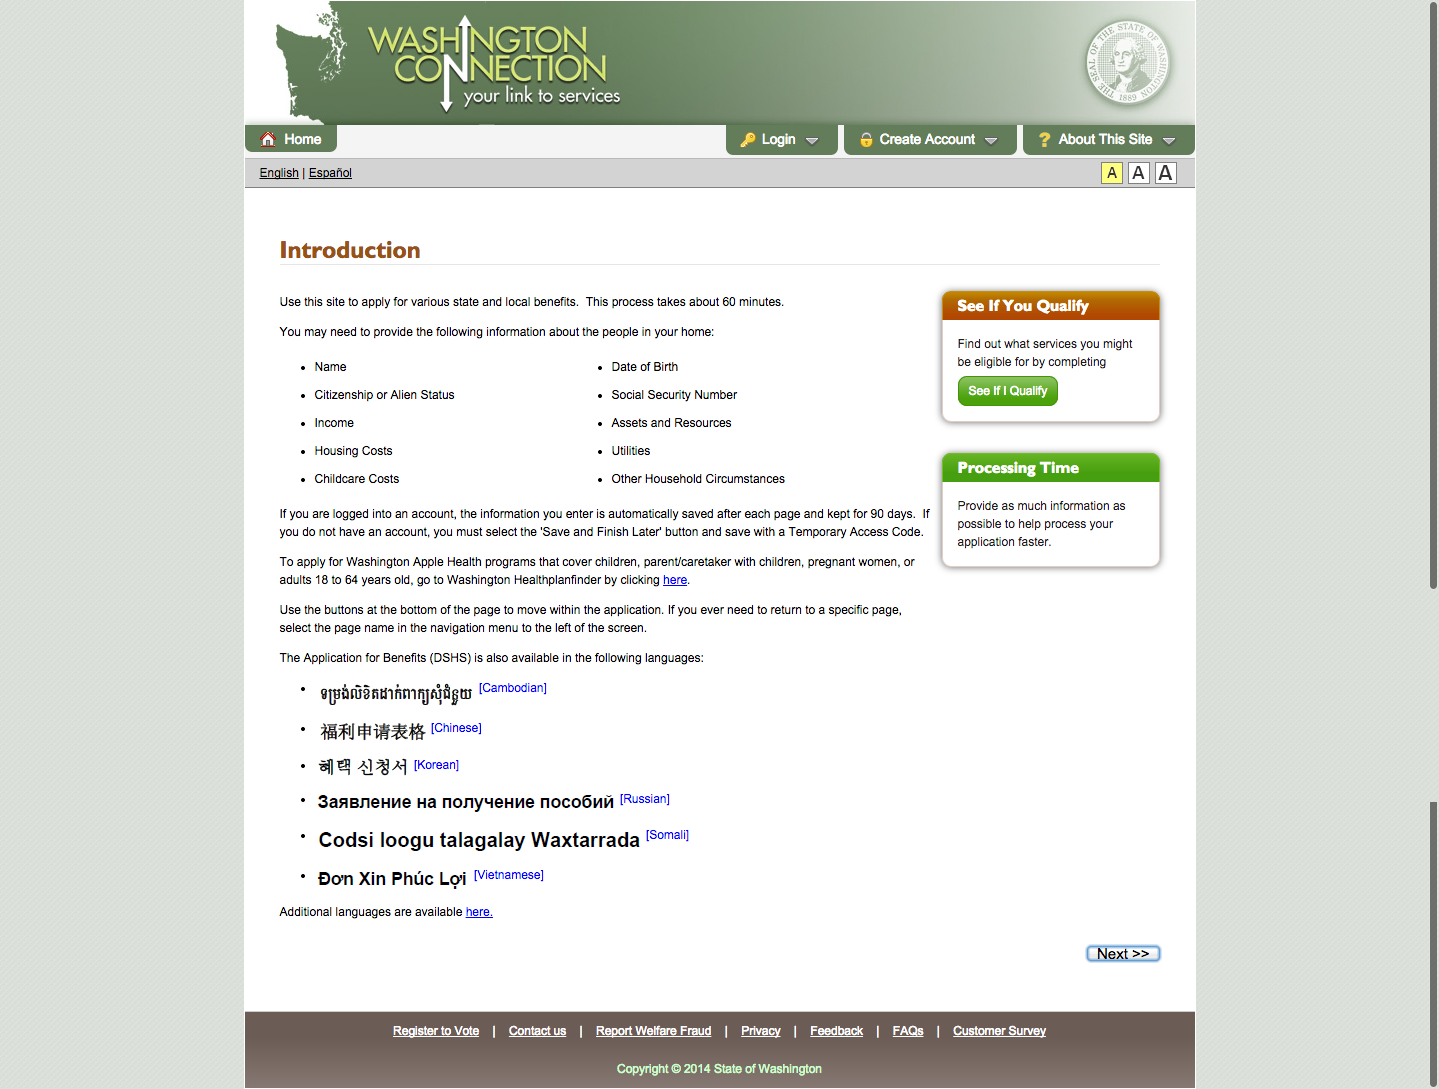 WASHINGTON
CONNECTION
your link to services
THE SEAL OF THE STATE OF WASHINGTON
1889
Home
Login
Create Account
About This Site
English | Español
A A A
Introduction
Use this site to apply for various state and local benefits.  This process takes about 60 minutes.
You may need to provide the following information about the people in your home:
• Name
• Date of Birth
• Citizenship or Alien Status
• Social Security Number
• Income
• Assets and Resources
• Housing Costs
• Utilities
• Childcare Costs
• Other Household Circumstances
If you are logged into an account, the information you enter is automatically saved after each page and kept for 90 days.  If
you do not have an account, you must select the 'Save and Finish Later' button and save with a Temporary Access Code.
To apply for Washington Apple Health programs that cover children, parent/caretaker with children, pregnant women, or
adults 18 to 64 years old, go to Washington Healthplanfinder by clicking here.
Use the buttons at the bottom of the page to move within the application. If you ever need to return to a specific page,
select the page name in the navigation menu to the left of the screen.
The Application for Benefits (DSHS) is also available in the following languages:
• ទម្រង់លិខិតដាក់ពាក្យសុំជំនួយ [Cambodian]
• 福利申请表格 [Chinese]
• 혜택 신청서 [Korean]
• Заявление на получение пособий [Russian]
• Codsi loogu talagalay Waxtarrada [Somali]
• Đơn Xin Phúc Lợi [Vietnamese]
Additional languages are available here.
See If You Qualify
Find out what services you might
be eligible for by completing
See If I Qualify
Processing Time
Provide as much information as
possible to help process your
application faster.
Next >>
Register to Vote | Contact us | Report Welfare Fraud | Privacy | Feedback | FAQs | Customer Survey
Copyright © 2014 State of Washington